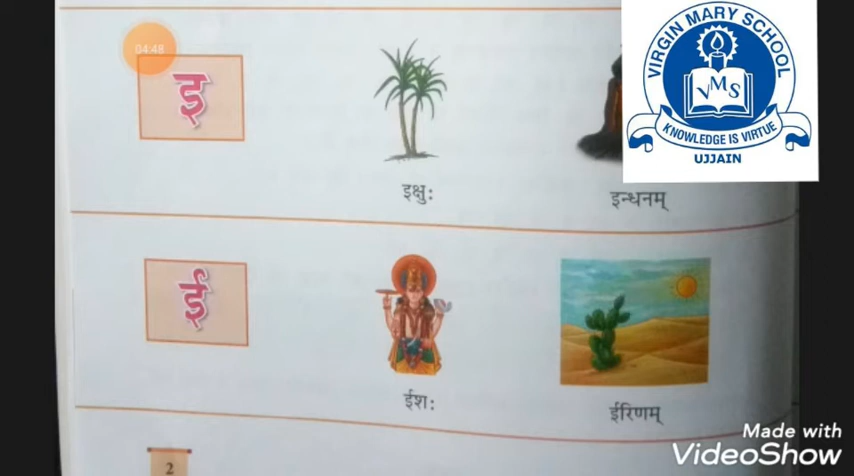 04:48
इ
इक्षुः
इन्धनम्
VIRGIN MARY SCHOOL
VMS
KNOWLEDGE IS VIRTUE
UJJAIN
ई
ईशः
ईरिणम्
2
Made with
VideoShow